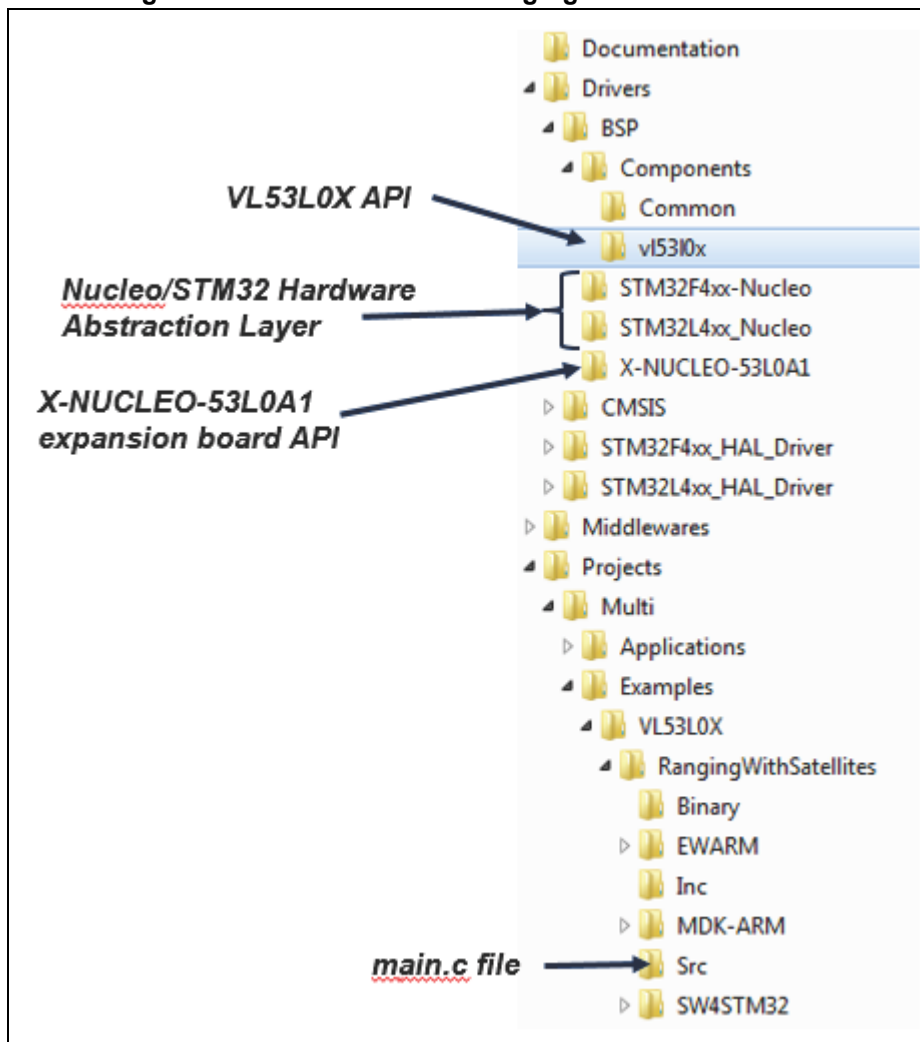 Documentation
Drivers
BSP
Components
VL53L0X API
Common
vl53l0x
Nucleo/STM32 Hardware
Abstraction Layer
STM32F4xx-Nucleo
STM32L4xx_Nucleo
X-NUCLEO-53L0A1
X-NUCLEO-53L0A1
expansion board API
CMSIS
STM32F4xx_HAL_Driver
STM32L4xx_HAL_Driver
Middlewares
Projects
Multi
Applications
Examples
VL53L0X
RangingWithSatellites
Binary
EWARM
Inc
MDK-ARM
main.c file
Src
SW4STM32